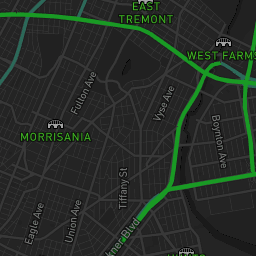 EAST
TREMONT
WEST FARMS
Fulton Ave
Vyse Ave
Boynton Ave
MORRISANIA
Tiffany St
Eagle Ave
Union Ave